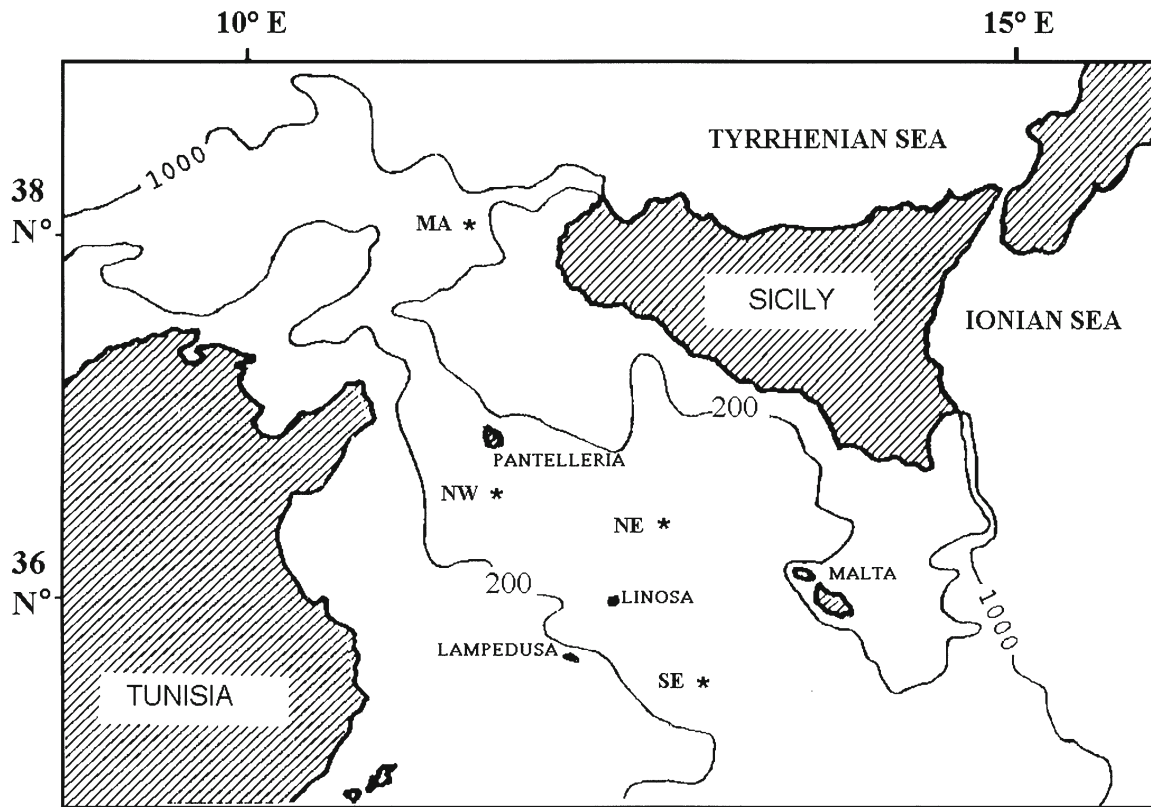 10° E
15° E
TYRRHENIAN SEA
1000
38
N°
MA *
SICILY
IONIAN SEA
200
PANTELLERIA
NW *
NE *
36
N°
200
MALTA
LINOSA
1000
LAMPEDUSA
SE *
TUNISIA